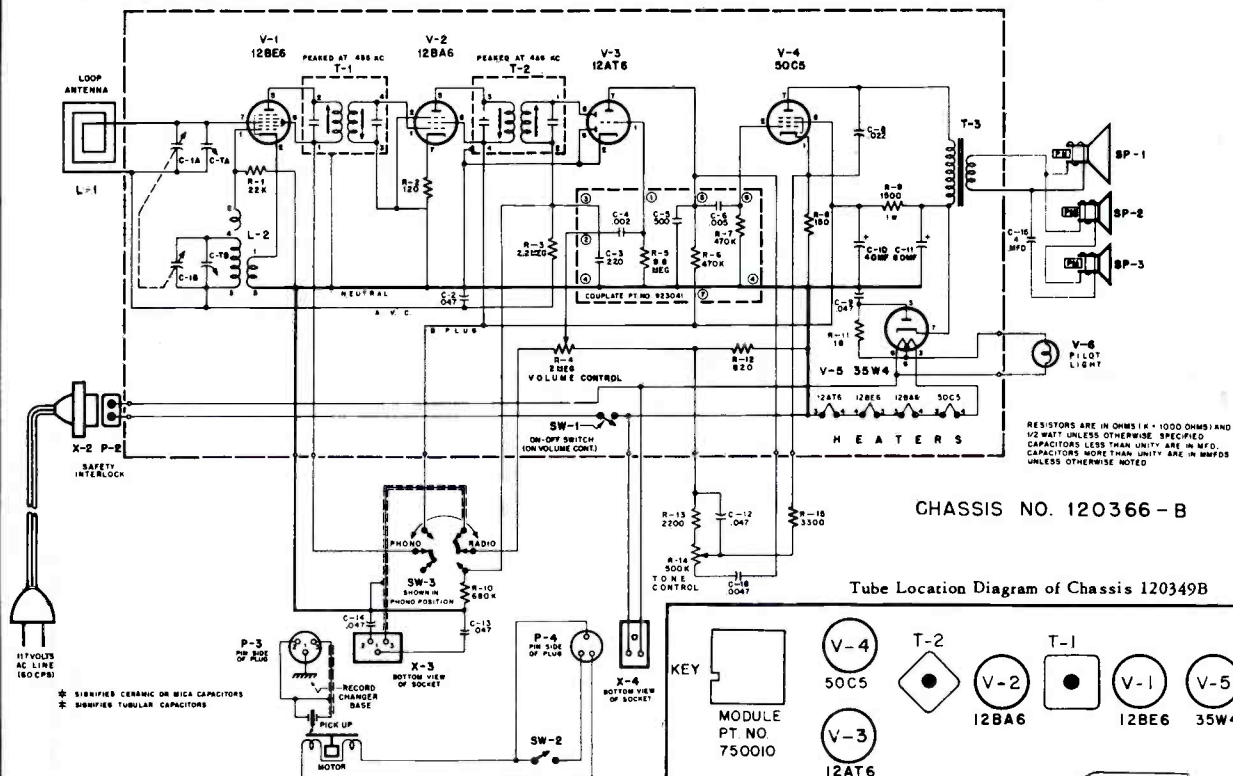 V-1
12BE6
V-2
12BA6
V-3
12AT6
V-4
50C5
PEAKED AT 455 KC
T-1
PEAKED AT 455 KC
T-2
LOOP
ANTENNA
L-1
C-1A
C-TA
R-1
22K
L-2
C-1B
C-TB
R-2
120
R-3
2.2MEG
C-2
.047
C-4
.002
C-3
220
C-5
500
C-6
.005
R-5
6.8
MEG
R-6
470K
R-7
470K
COUPLATE PT NO. 923041
C-8
.022
R-8
150
R-9
1500
1W
C-10
40MF
C-11
80MF
C-9
.047
R-11
18
T-3
SP-1
SP-2
SP-3
PM
PM
PM
C-15
4
MFD
NEUTRAL
A.V.C.
B PLUS
R-4
2 MEG
VOLUME CONTROL
R-12
820
V-5 35W4
V-6
PILOT
LIGHT
12AT6
12BE6
12BA6
50C5
HEATERS
SW-1
ON-OFF SWITCH
(ON VOLUME CONT.)
X-2 P-2
SAFETY
INTERLOCK
RESISTORS ARE IN OHMS (K = 1000 OHMS) AND
1/2 WATT UNLESS OTHERWISE SPECIFIED
CAPACITORS LESS THAN UNITY ARE IN MFD.
CAPACITORS MORE THAN UNITY ARE IN MMFDS
UNLESS OTHERWISE NOTED
CHASSIS NO. 120366-B
PHONO
RADIO
SW-3
SHOWN IN
PHONO POSITION
R-10
680K
C-14
.047
C-13
.047
X-3
BOTTOM VIEW
OF SOCKET
R-13
2200
C-12
.047
R-14
500K
TONE
CONTROL
C-16
.0047
R-15
3300
P-3
PIN SIDE
OF PLUG
RECORD
CHANGER
BASE
PICK UP
MOTOR
SW-2
P-4
PIN SIDE
OF PLUG
X-4
BOTTOM VIEW
OF SOCKET
117 VOLTS
AC LINE
(60 CPS)
SIGNIFIES CERAMIC OR MICA CAPACITORS
SIGNIFIES TUBULAR CAPACITORS
Tube Location Diagram of Chassis 120349B
KEY
MODULE
PT. NO.
750010
V-4
50C5
V-3
12AT6
T-2
V-2
12BA6
T-1
V-1
12BE6
V-5
35W4